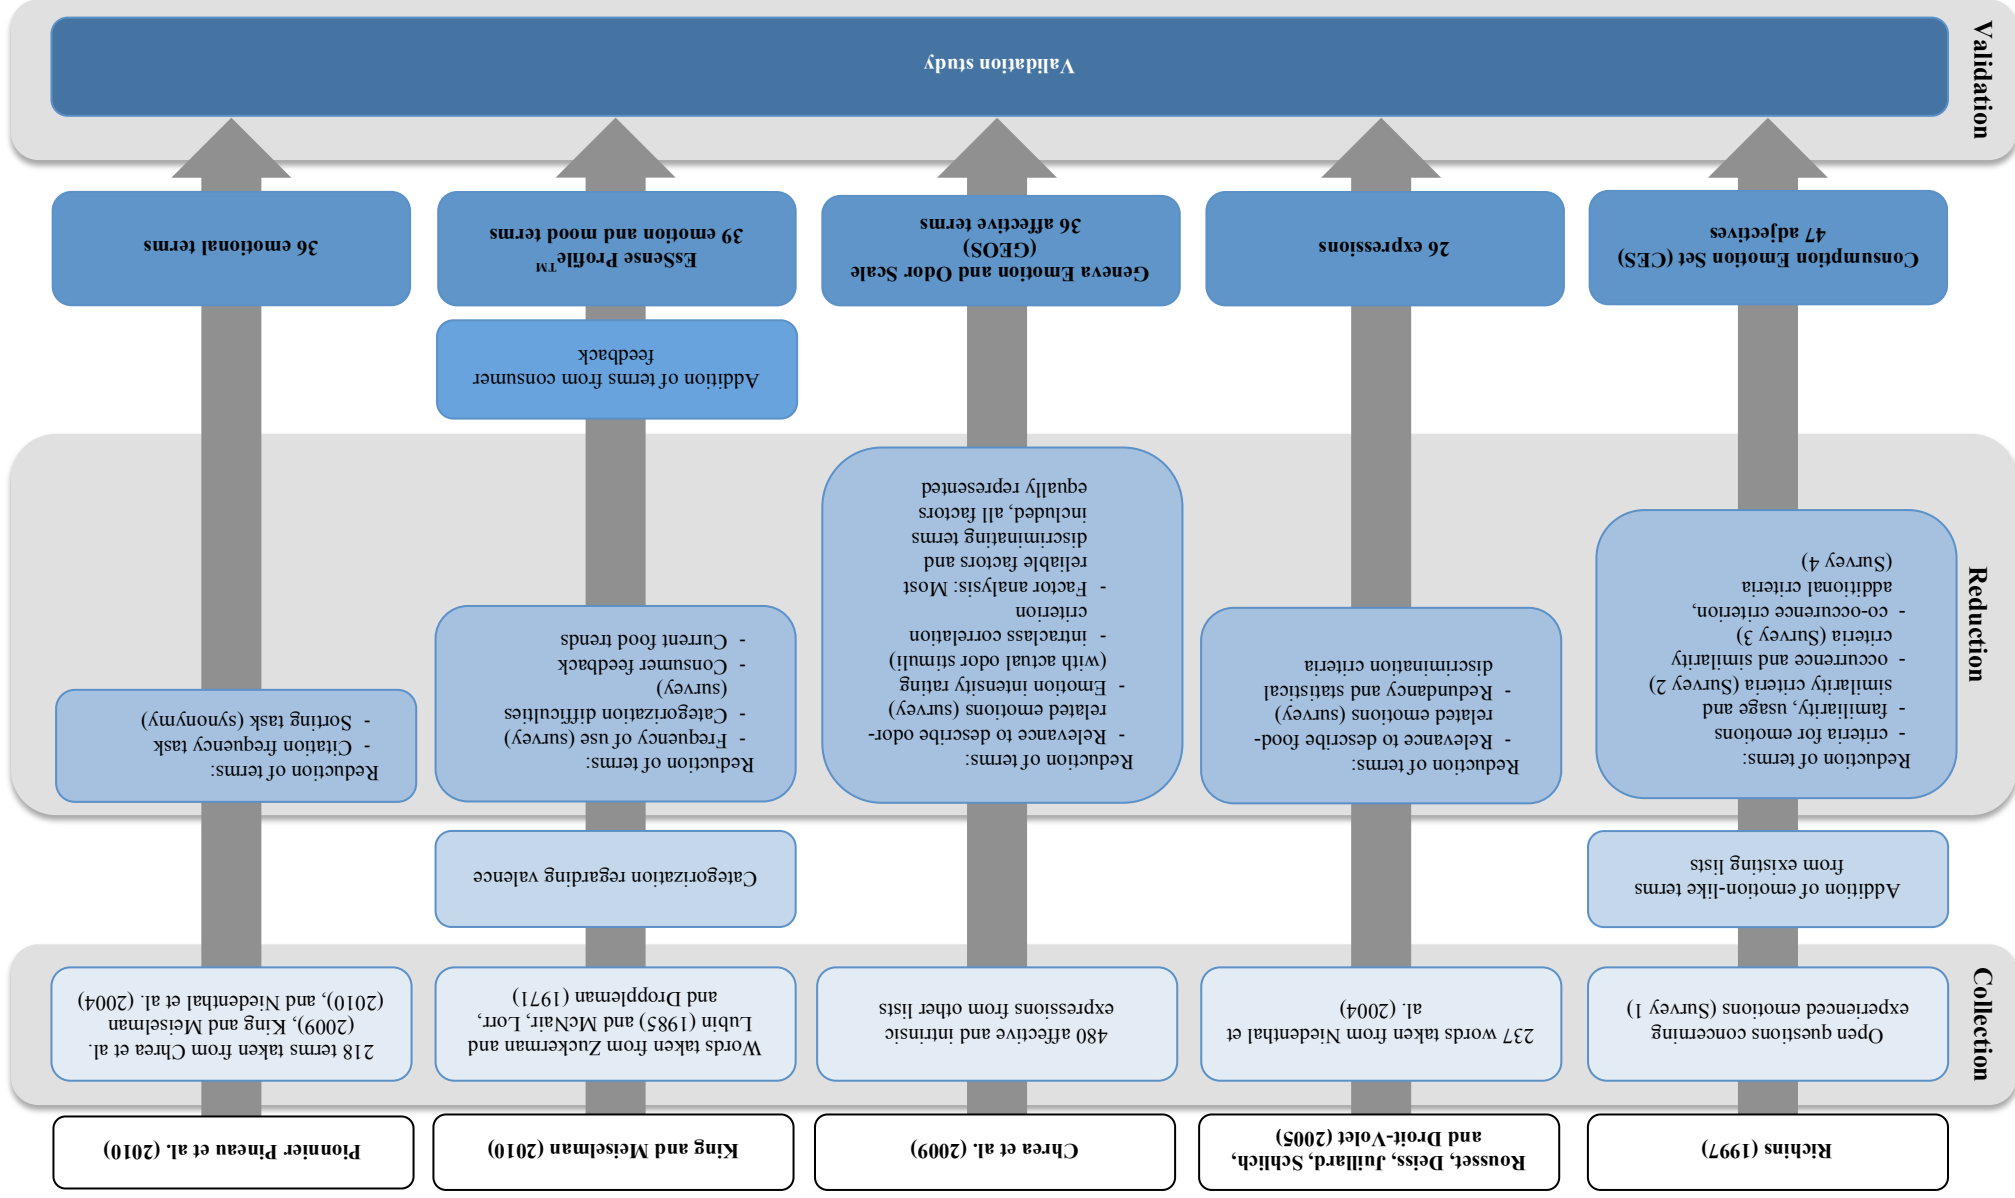 Richins (1997)
Rousset, Deiss, Juillard, Schlich,
and Droit-Volet (2005)
Chrea et al. (2009)
King and Meiselman (2010)
Pionnier Pineau et al. (2010)
Collection
Open questions concerning
experienced emotions (Survey 1)
237 words taken from Niedenthal et
al. (2004)
480 affective and intrinsic
expressions from other lists
Words taken from Zuckerman and
Lubin (1985) and McNair, Lorr,
and Droppleman (1971)
218 terms taken from Chrea et al.
(2009), King and Meiselman
(2010), and Niedenthal et al. (2004)
Addition of emotion-like terms
from existing lists
Categorization regarding valence
Reduction
Reduction of terms:
- criteria for emotions
- familiarity, usage and
similarity criteria (Survey 2)
- occurrence and similarity
criteria (Survey 3)
- co-occurence criterion,
additional criteria
(Survey 4)
Reduction of terms:
- Relevance to describe food-
related emotions (survey)
- Redundancy and statistical
discrimination criteria
Reduction of terms:
- Relevance to describe odor-
related emotions (survey)
- Emotion intensity rating
(with actual odor stimuli)
- intraclass correlation
criterion
- Factor analysis: Most
reliable factors and
discriminating terms
included, all factors
equally represented
Reduction of terms:
- Frequency of use (survey)
- Categorization difficulties
(survey)
- Consumer feedback
- Current food trends
Reduction of terms:
- Citation frequency task
- Sorting task (synonymy)
Addition of terms from consumer
feedback
Consumption Emotion Set (CES)
47 adjectives
26 expressions
Geneva Emotion and Odor Scale
(GEOS)
36 affective terms
EsSense Profile™
39 emotion and mood terms
36 emotional terms
Validation
Validation study